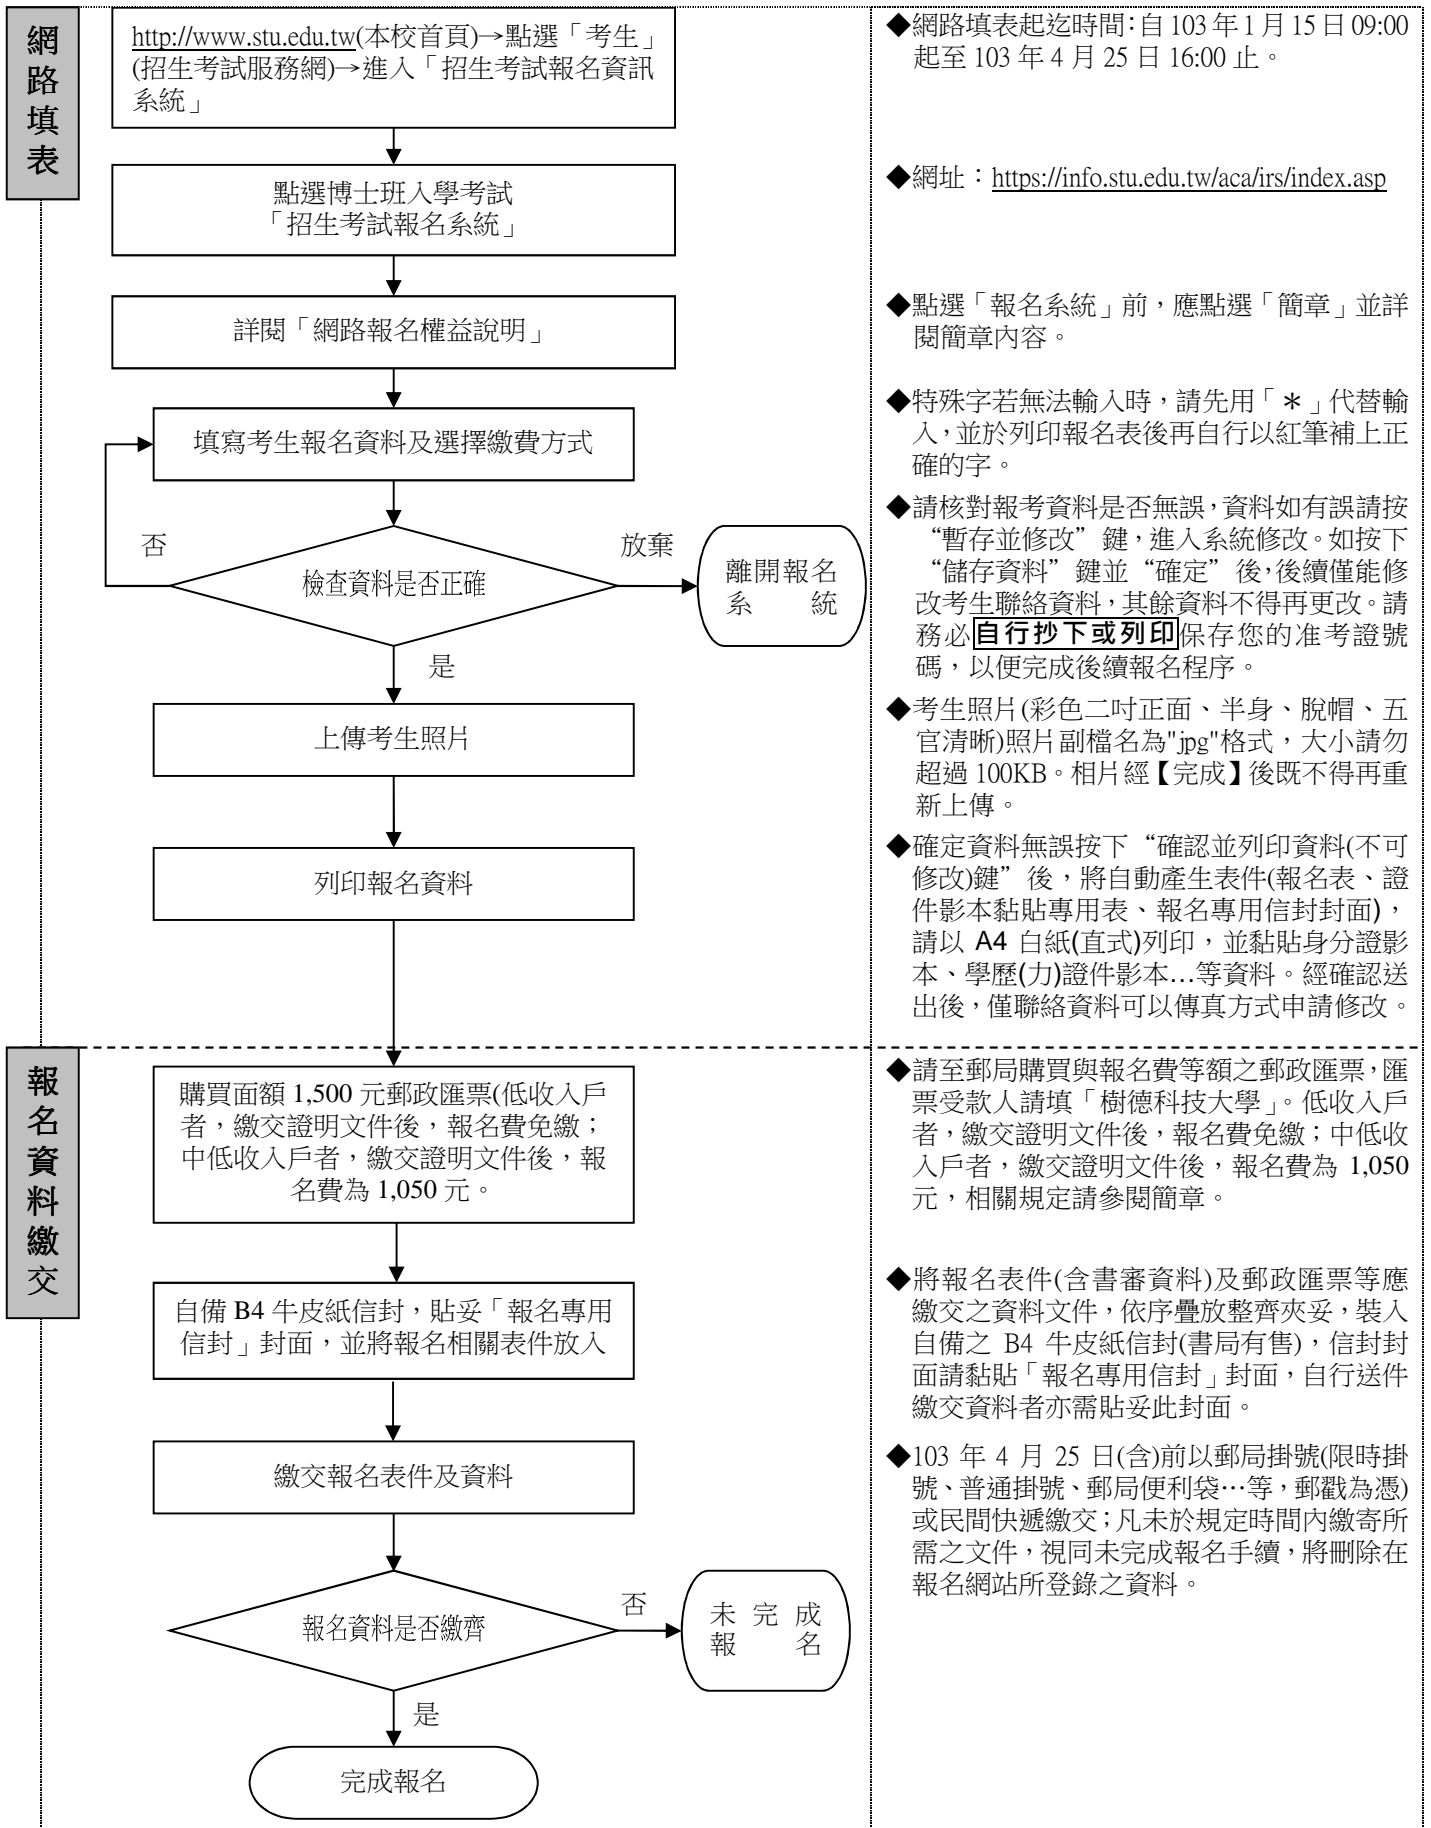 網
路
填
表
http://www.stu.edu.tw(本校首頁)→點選「考生」
(招生考試服務網)→進入「招生考試報名資訊
系統」
點選博士班入學考試
「招生考試報名系統」
詳閱「網路報名權益說明」
填寫考生報名資料及選擇繳費方式
否
檢查資料是否正確
放棄
離開報名
系統
是
上傳考生照片
列印報名資料
◆網路填表起迄時間：自 103 年 1 月 15 日 09:00
起至 103 年 4 月 25 日 16:00 止。
◆網址：https://info.stu.edu.tw/aca/irs/index.asp
◆點選「報名系統」前，應點選「簡章」並詳
閱簡章內容。
◆特殊字若無法輸入時，請先用「＊」代替輸
入，並於列印報名表後再自行以紅筆補上正
確的字。
◆請核對報考資料是否無誤，資料如有誤請按
“暫存並修改”鍵，進入系統修改。如按下
“儲存資料”鍵並“確定”後，後續僅能修
改考生聯絡資料，其餘資料不得再更改。請
務必自行抄下或列印保存您的准考證號
碼，以便完成後續報名程序。
◆考生照片(彩色二吋正面、半身、脫帽、五
官清晰)照片副檔名為"jpg"格式，大小請勿
超過 100KB。相片經【完成】後既不得再重
新上傳。
◆確定資料無誤按下“確認並列印資料(不可
修改)鍵”後，將自動產生表件(報名表、證
件影本黏貼專用表、報名專用信封封面)，
請以 A4 白紙(直式)列印，並黏貼身分證影
本、學歷(力)證件影本…等資料。經確認送
出後，僅聯絡資料可以傳真方式申請修改。
報
名
資
料
繳
交
購買面額 1,500 元郵政匯票(低收入戶
者，繳交證明文件後，報名費免繳；
中低收入戶者，繳交證明文件後，報
名費為 1,050 元。
自備 B4 牛皮紙信封，貼妥「報名專用
信封」封面，並將報名相關表件放入
繳交報名表件及資料
報名資料是否繳齊
否
未完成
報名
是
完成報名
◆請至郵局購買與報名費等額之郵政匯票，匯
票受款人請填「樹德科技大學」。低收入戶
者，繳交證明文件後，報名費免繳；中低收
入戶者，繳交證明文件後，報名費為 1,050
元，相關規定請參閱簡章。
◆將報名表件(含書審資料)及郵政匯票等應
繳交之資料文件，依序疊放整齊夾妥，裝入
自備之 B4 牛皮紙信封(書局有售)，信封封
面請黏貼「報名專用信封」封面，自行送件
繳交資料者亦需貼妥此封面。
◆103 年 4 月 25 日(含)前以郵局掛號(限時掛
號、普通掛號、郵局便利袋…等，郵戳為憑)
或民間快遞繳交；凡未於規定時間內繳寄所
需之文件，視同未完成報名手續，將刪除在
報名網站所登錄之資料。